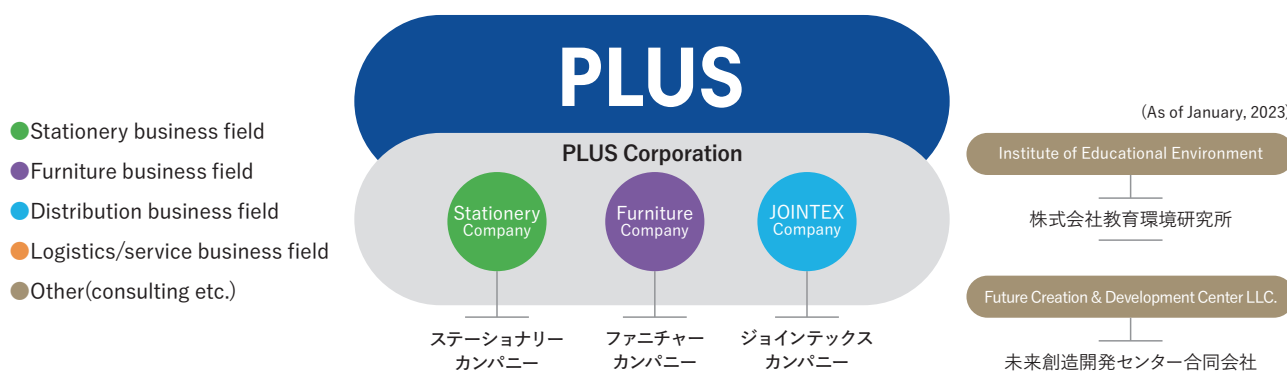 PLUS
PLUS Corporation
Stationery business field
Furniture business field
Distribution business field
Logistics/service business field
Other(consulting etc.)
Stationery
Company
Furniture
Company
JOINTEX
Company
ステーショナリー
カンパニー
ファニチャー
カンパニー
ジョインテックス
カンパニー
(As of January, 2023)
Institute of Educational Environment
株式会社教育環境研究所
Future Creation & Development Center LLC.
未来創造開発センター合同会社